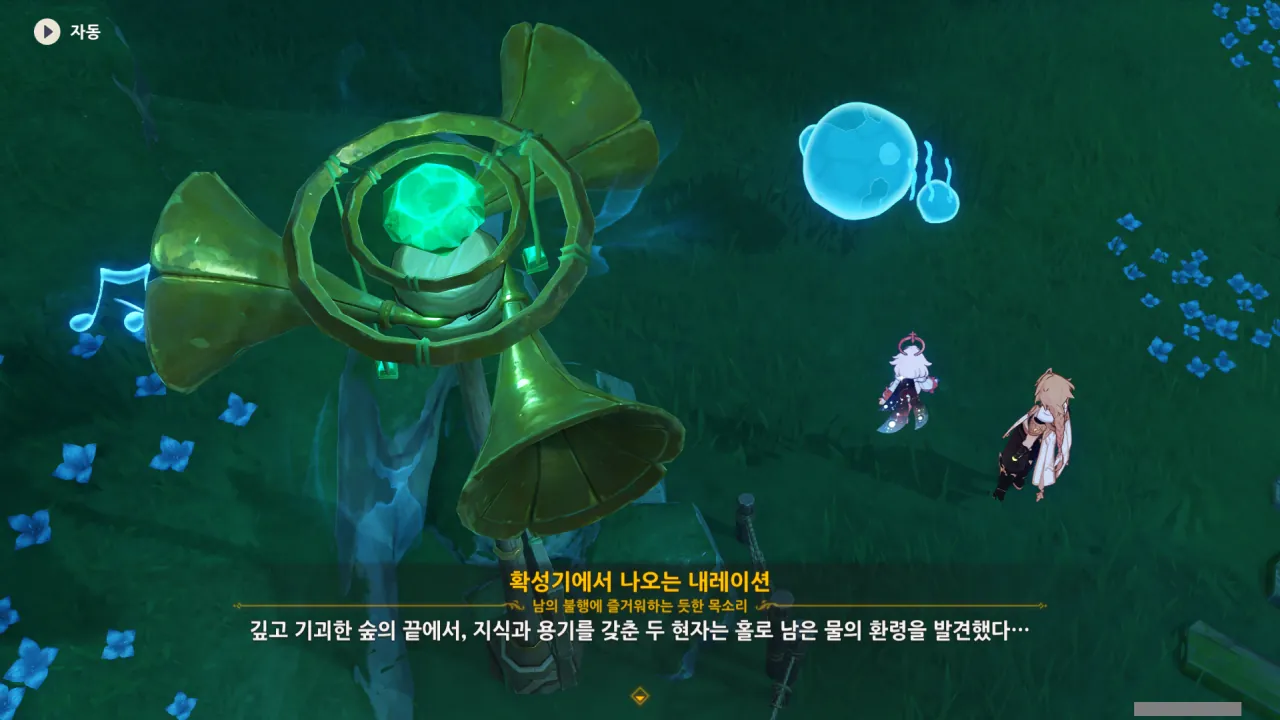 자동
확성기에서 나오는 내레이션
남의 불행에 즐거워하는 듯한 목소리
깊고 기괴한 숲의 끝에서, 지식과 용기를 갖춘 두 현자는 홀로 남은 물의 환령을 발견했다…